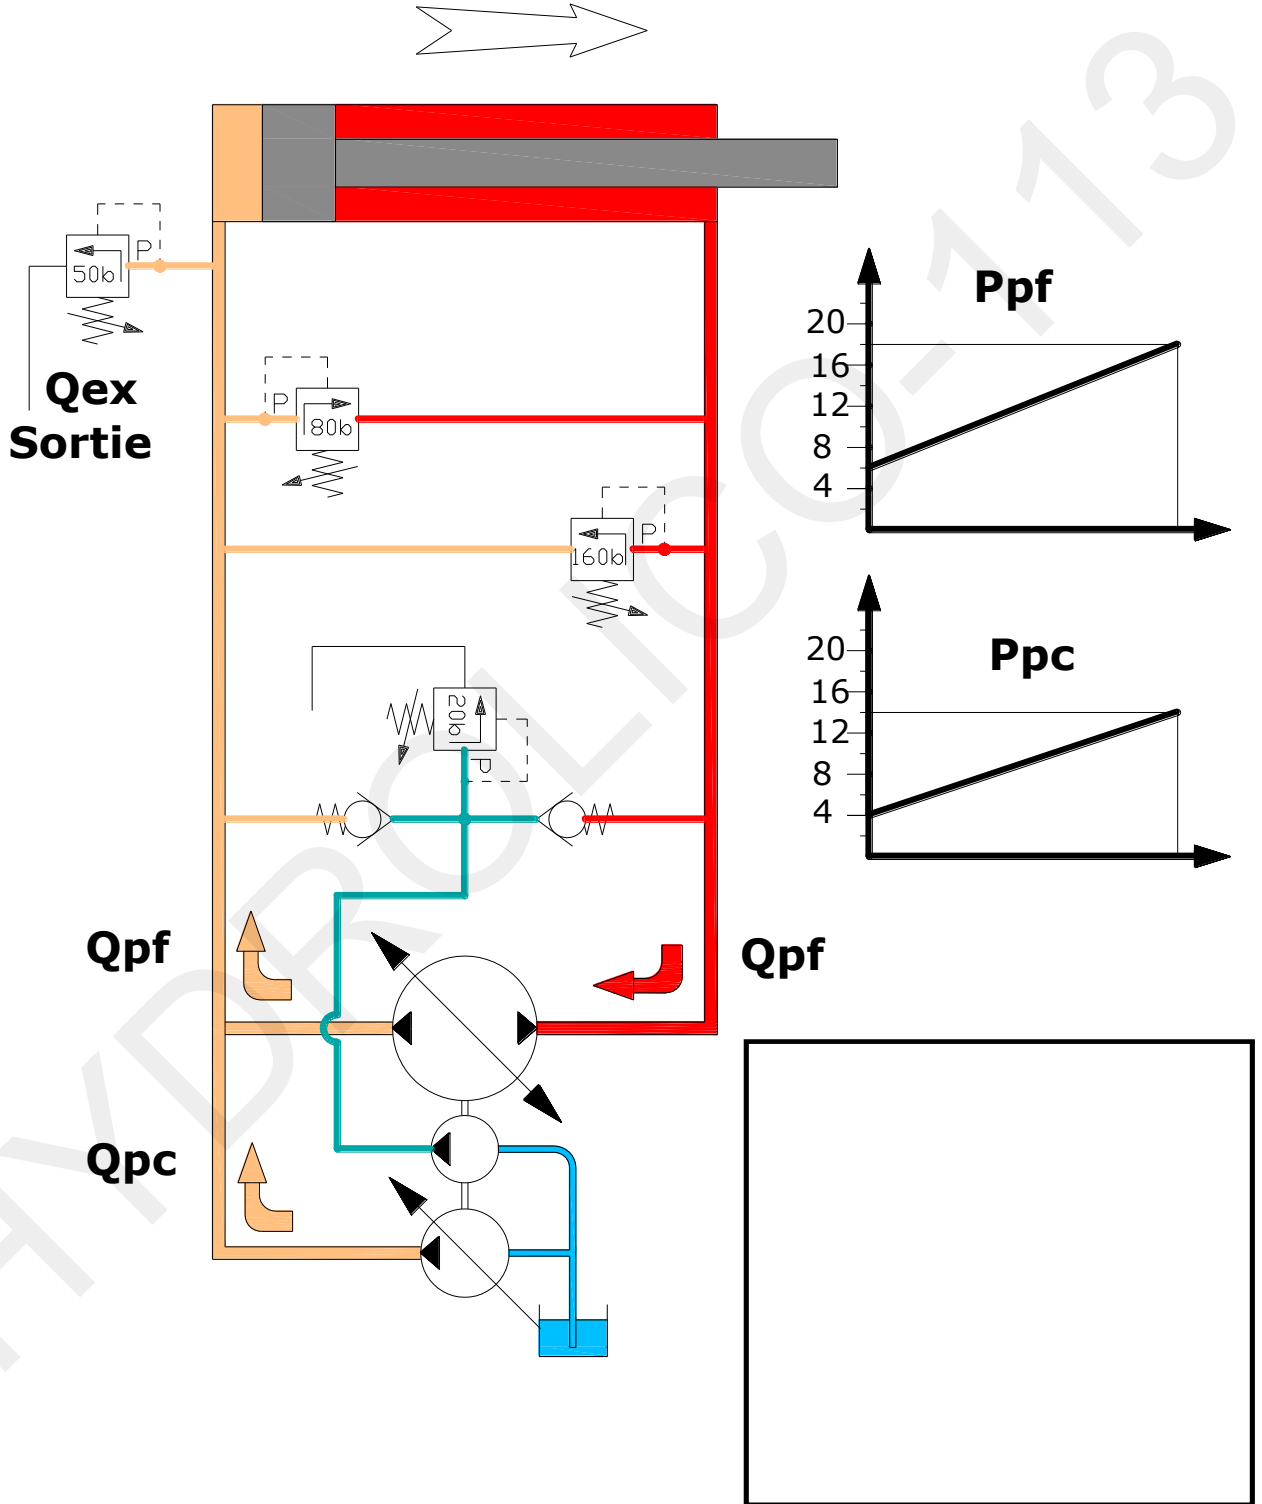 P
50b
Qex
Sortie
P
80b
P
160b
20b
P
Qpf
Qpf
Qpc
Ppf
20
16
12
8
4
Ppc
20
16
12
8
4
HYDROLICO-113